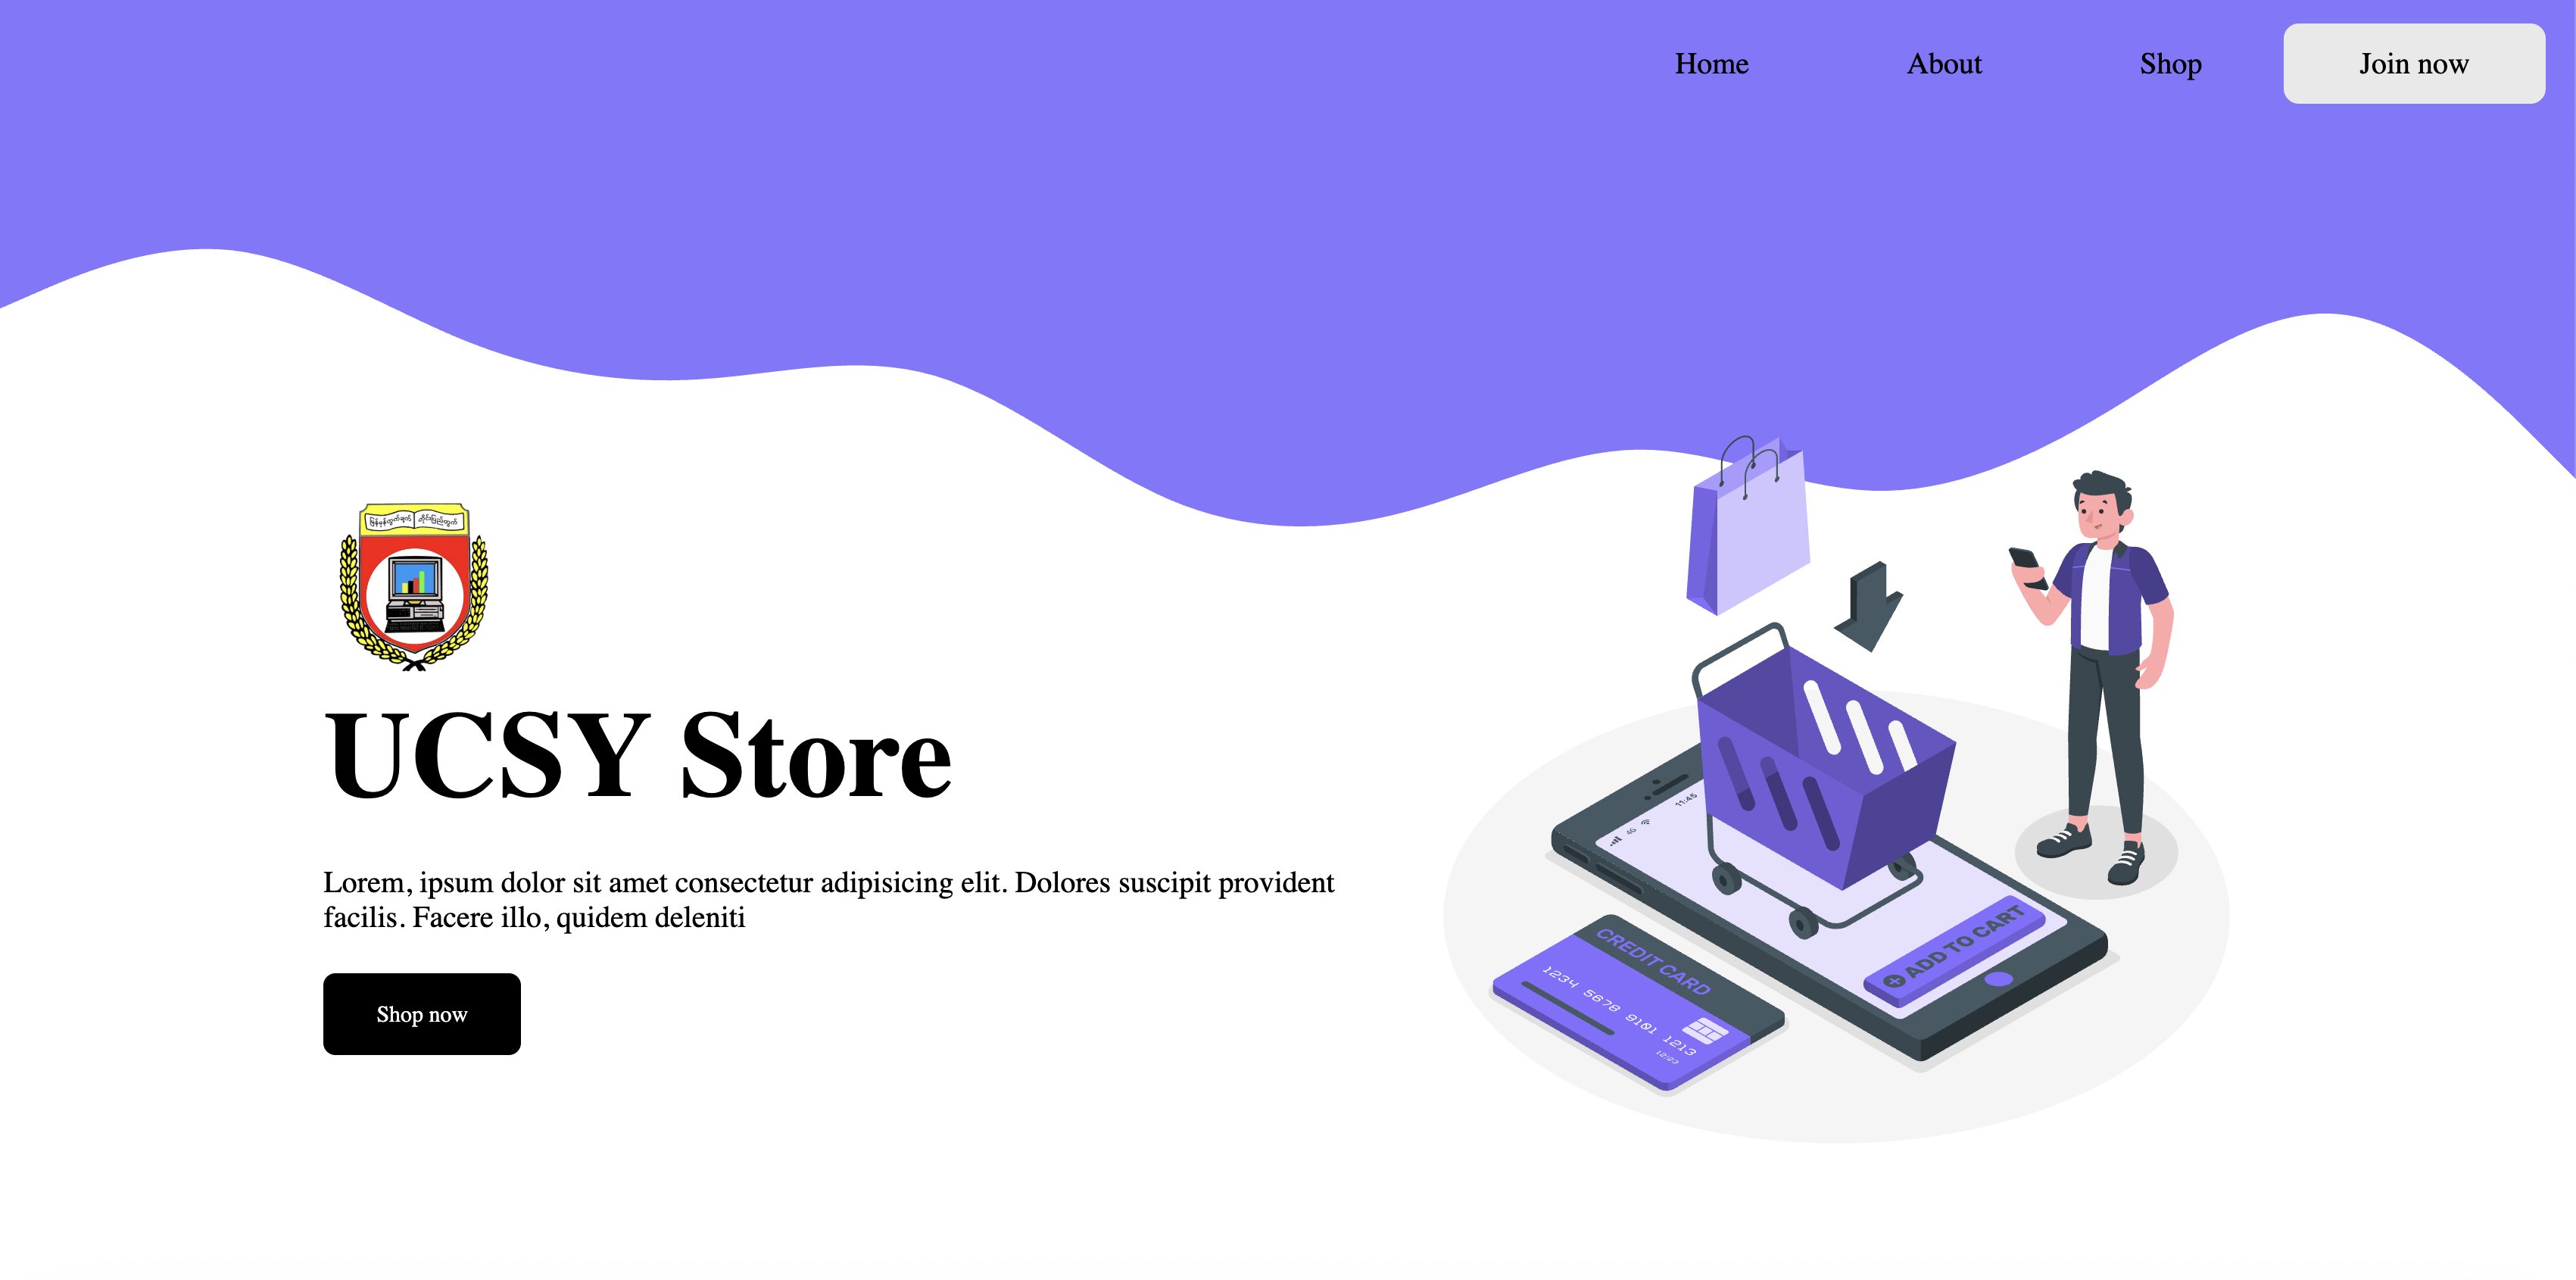 Home
About
Shop
Join now
UCSY Store
Lorem, ipsum dolor sit amet consectetur adipisicing elit. Dolores suscipit provident
facilis. Facere illo, quidem deleniti
Shop now
11:45
4G
ADD TO CART
CREDIT CARD
1234 5678 9101 1213
12/23